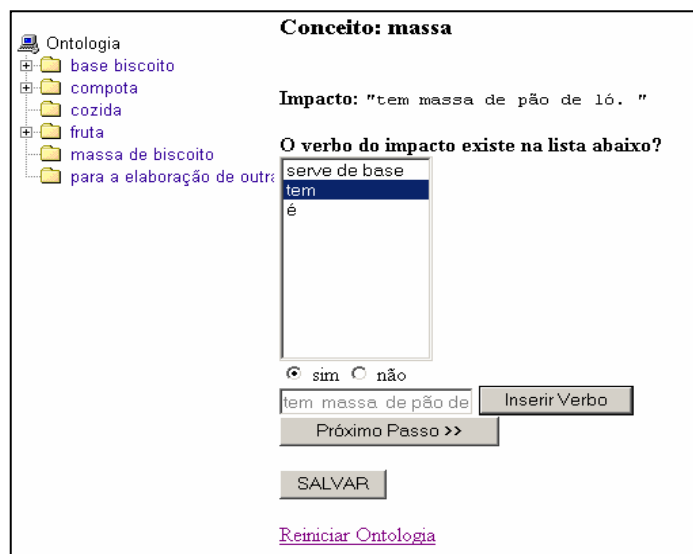 Ontologia
base biscoito
compota
cozida
fruta
massa de biscoito
para a elaboração de outra
Conceito: massa
Impacto: "tem massa de pão de ló. "
O verbo do impacto existe na lista abaixo?
serve de base
tem
é
sim não
tem massa de pão de
Inserir Verbo
Próximo Passo >>
SALVAR
Reiniciar Ontologia